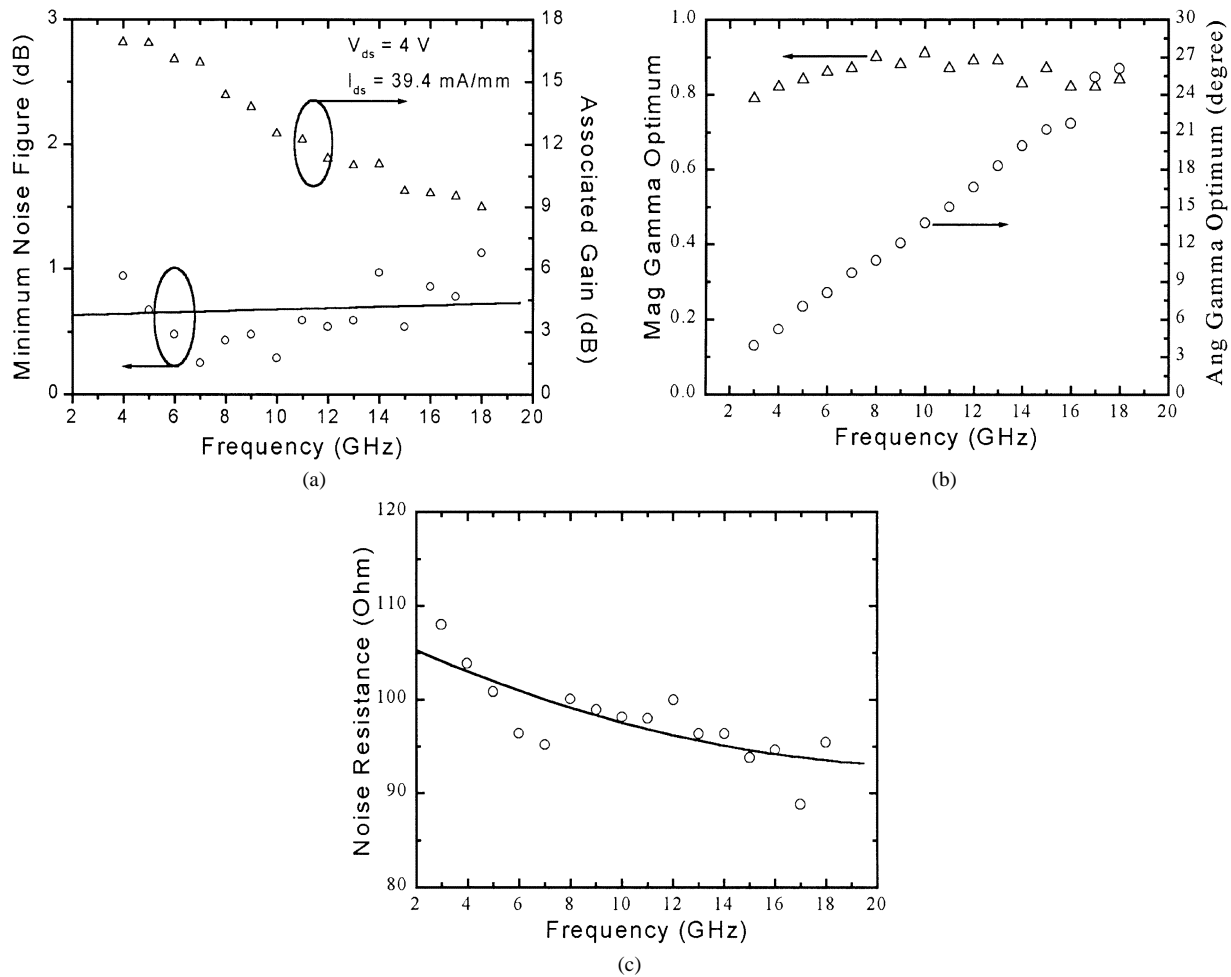 Minimum Noise Figure (dB)
3
2
1
0
V_ds = 4 V
I_ds = 39.4 mA/mm
18
15
12
9
6
3
0
Associated Gain (dB)
2 4 6 8 10 12 14 16 18 20
Frequency (GHz)
(a)
Mag Gamma Optimum
1.0
0.8
0.6
0.4
0.2
0.0
30
27
24
21
18
15
12
9
6
3
0
Ang Gamma Optimum (degree)
2 4 6 8 10 12 14 16 18 20
Frequency (GHz)
(b)
Noise Resistance (Ohm)
120
110
100
90
80
2 4 6 8 10 12 14 16 18 20
Frequency (GHz)
(c)